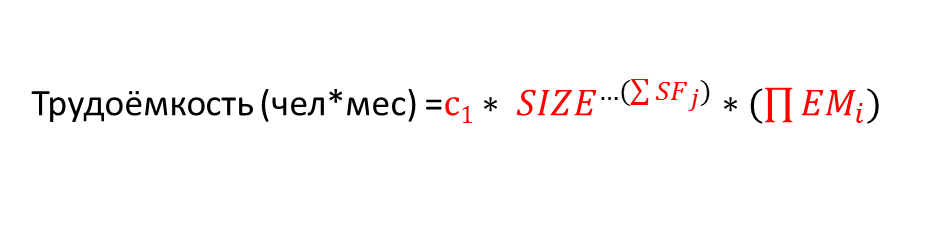 Трудоёмкость (чел*мес) =c₁ * SIZE^…(∑ SFⱼ) * (∏ EMᵢ)